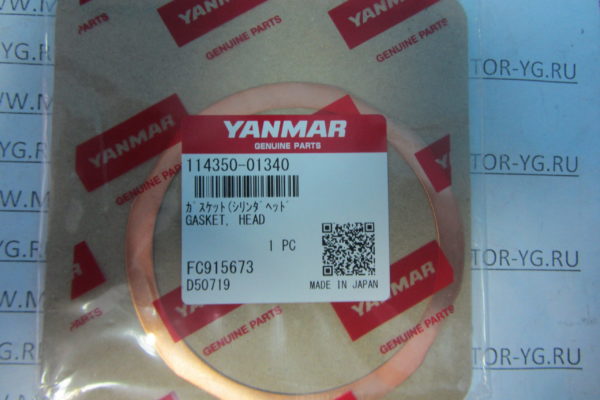 YANMAR
GENUINE PARTS
YANMAR
GENUINE PARTS
YANMAR
GENUINE PARTS
114350-01340
ガスケット(シリンダヘッド
GASKET, HEAD
1 PC
FC915673
D50719
MADE IN JAPAN
YANMAR
GENUINE PARTS
YANMAR
GENUINE PARTS
GENUINE PARTS
TOR-YG.RU
OR-YG.RU
TOR-YG.RU
TOR-YG.RU